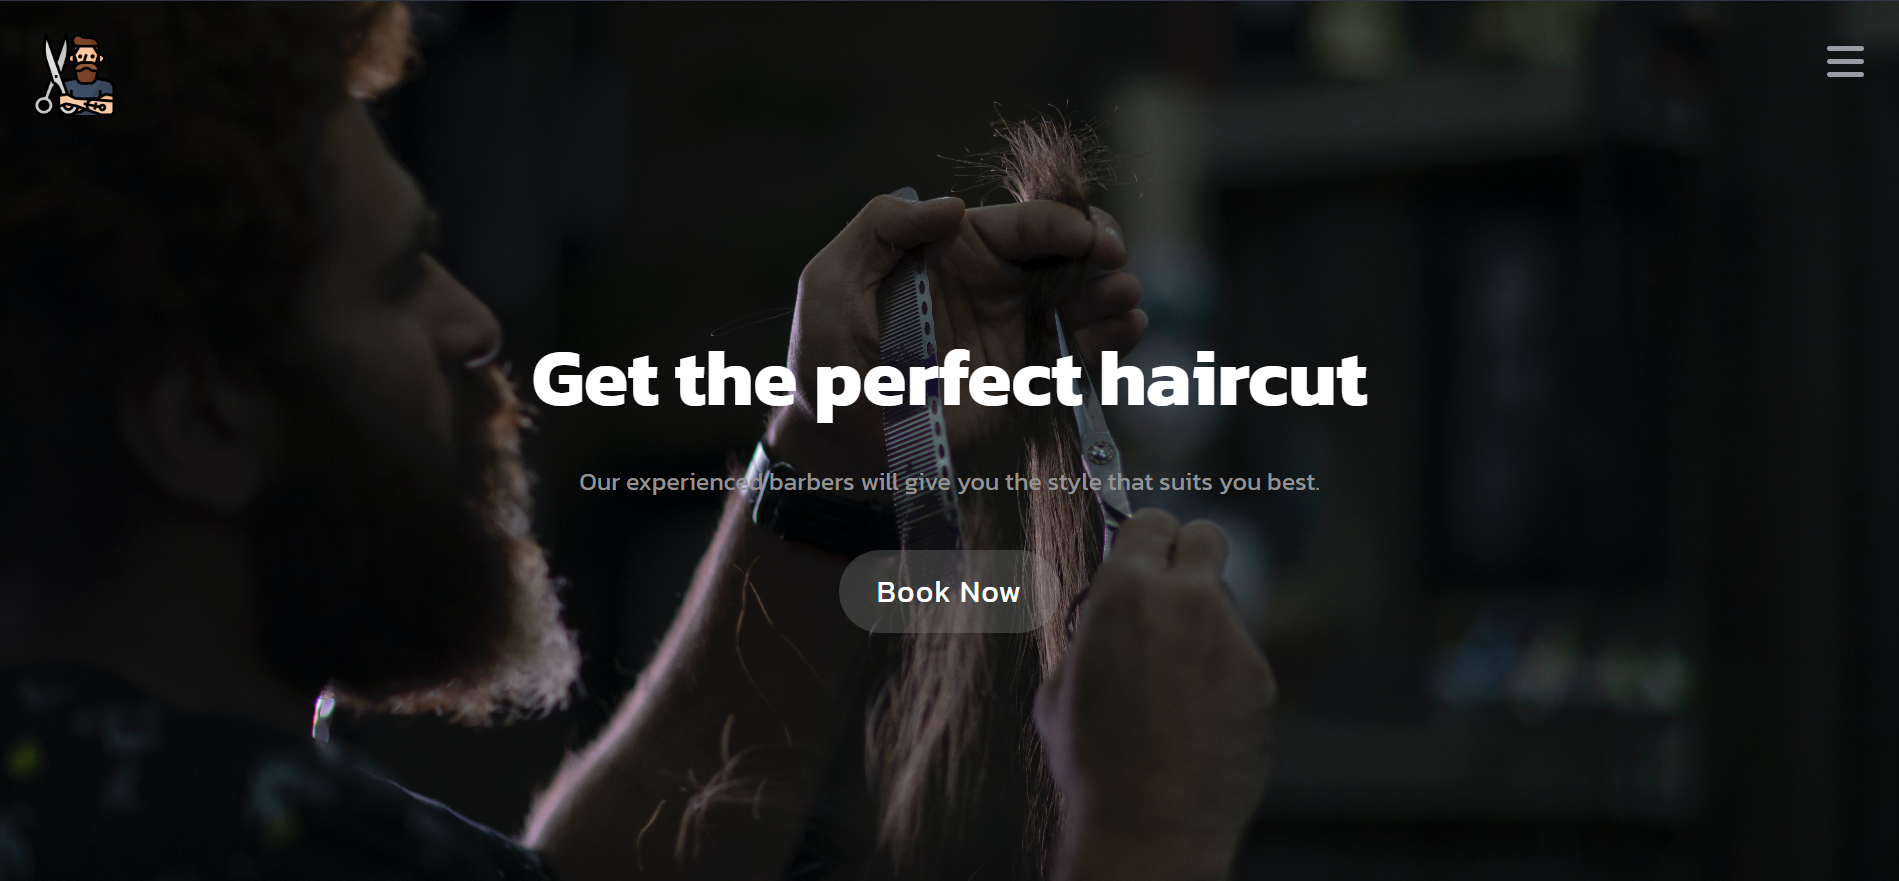 Get the perfect haircut
Our experienced barbers will give you the style that suits you best.
Book Now